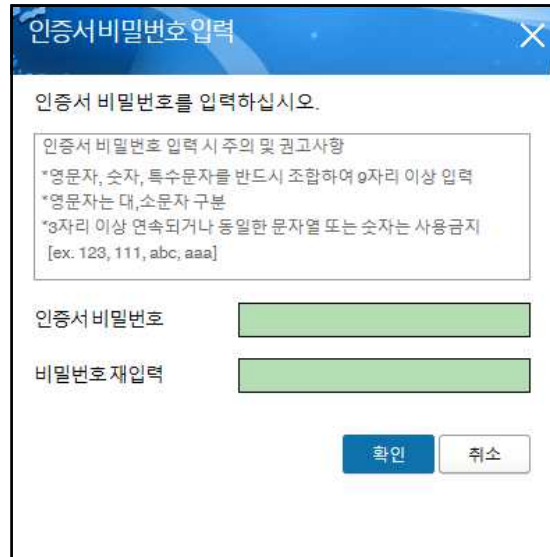 인증서 비밀번호 입력
인증서 비밀번호를 입력하십시오.
인증서 비밀번호 입력 시 주의 및 권고사항
*영문자, 숫자, 특수문자를 반드시 조합하여 9자리 이상 입력
*영문자는 대,소문자 구분
*3자리 이상 연속되거나 동일한 문자열 또는 숫자는 사용금지
[ex. 123, 111, abc, aaa]
인증서 비밀번호
비밀번호 재입력
확인 취소